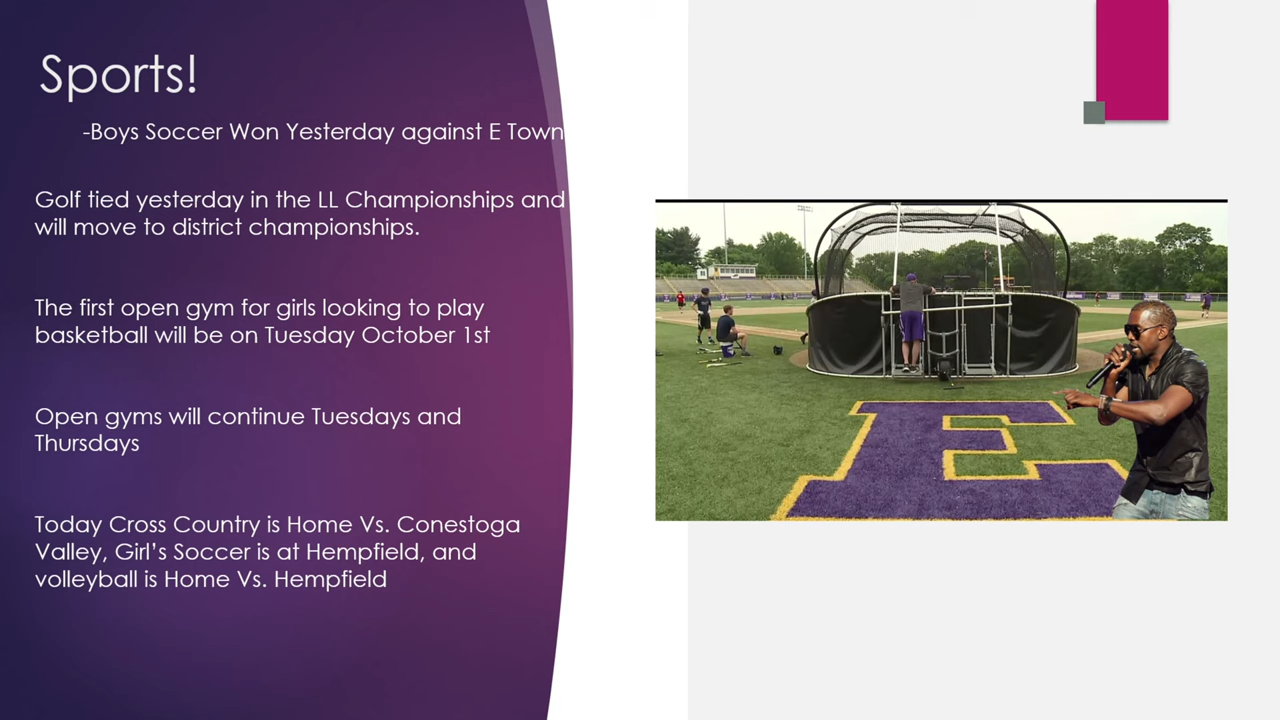 Sports!
-Boys Soccer Won Yesterday against E Town
Golf tied yesterday in the LL Championships and
will move to district championships.
The first open gym for girls looking to play
basketball will be on Tuesday October 1st
Open gyms will continue Tuesdays and
Thursdays
Today Cross Country is Home Vs. Conestoga
Valley, Girl’s Soccer is at Hempfield, and
volleyball is Home Vs. Hempfield
E